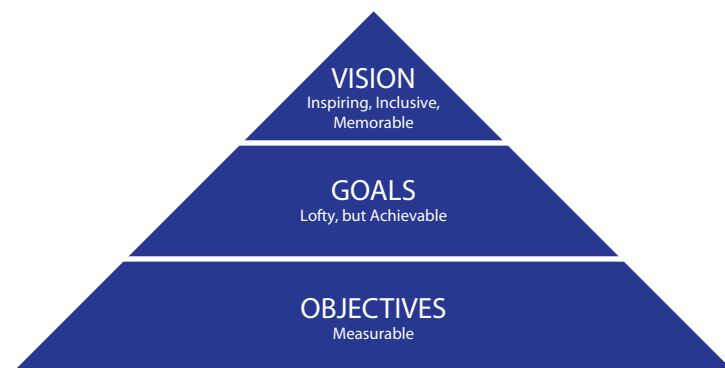 VISION
Inspiring, Inclusive,
Memorable
GOALS
Lofty, but Achievable
OBJECTIVES
Measurable